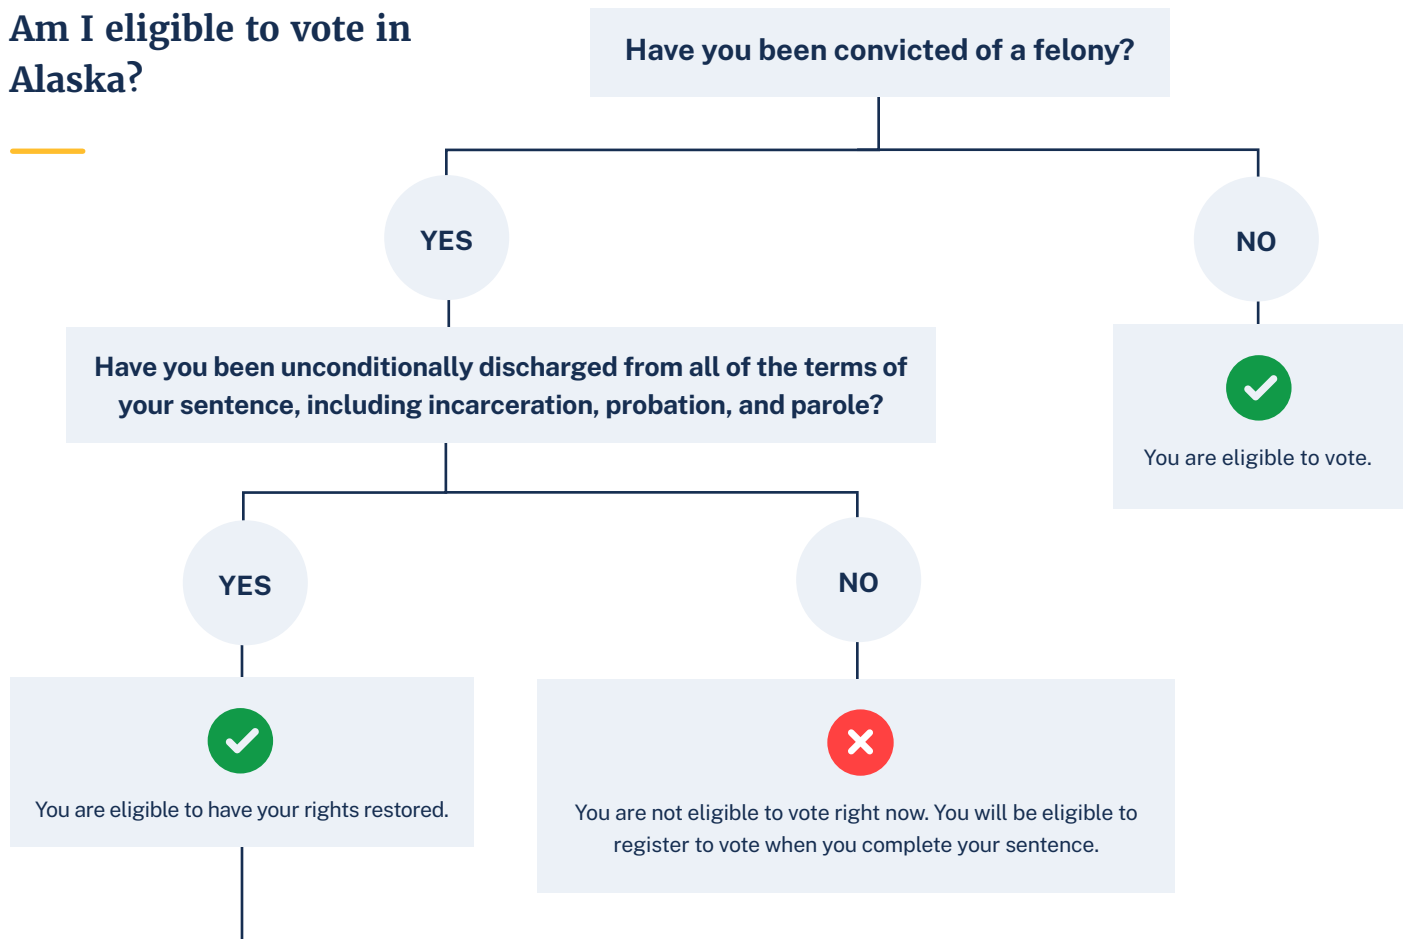 Am I eligible to vote in
Alaska?
Have you been convicted of a felony?
YES
NO
Have you been unconditionally discharged from all of the terms of
your sentence, including incarceration, probation, and parole?
You are eligible to vote.
YES
NO
You are eligible to have your rights restored.
You are not eligible to vote right now. You will be eligible to
register to vote when you complete your sentence.